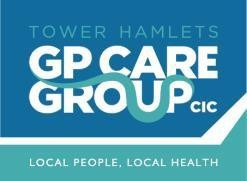 TOWER HAMLETS
GP CARE
GROUP CIC
LOCAL PEOPLE, LOCAL HEALTH